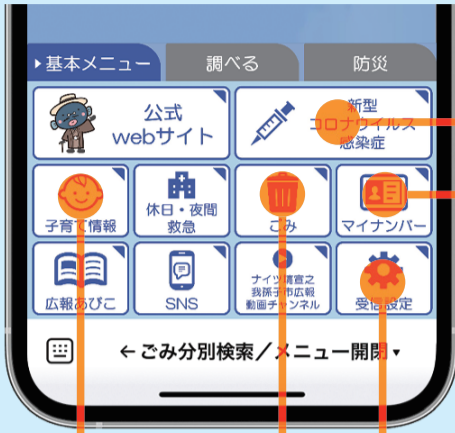 ▶基本メニュー
調べる
防災
公式
webサイト
新型
コロナウイルス
感染症
子育て情報
休日・夜間
救急
ごみ
マイナンバー
広報あびこ
SNS
ナイツ塙宣之
我孫子市広報
動画チャンネル
受信設定
←ごみ分別検索/メニュー開閉▼